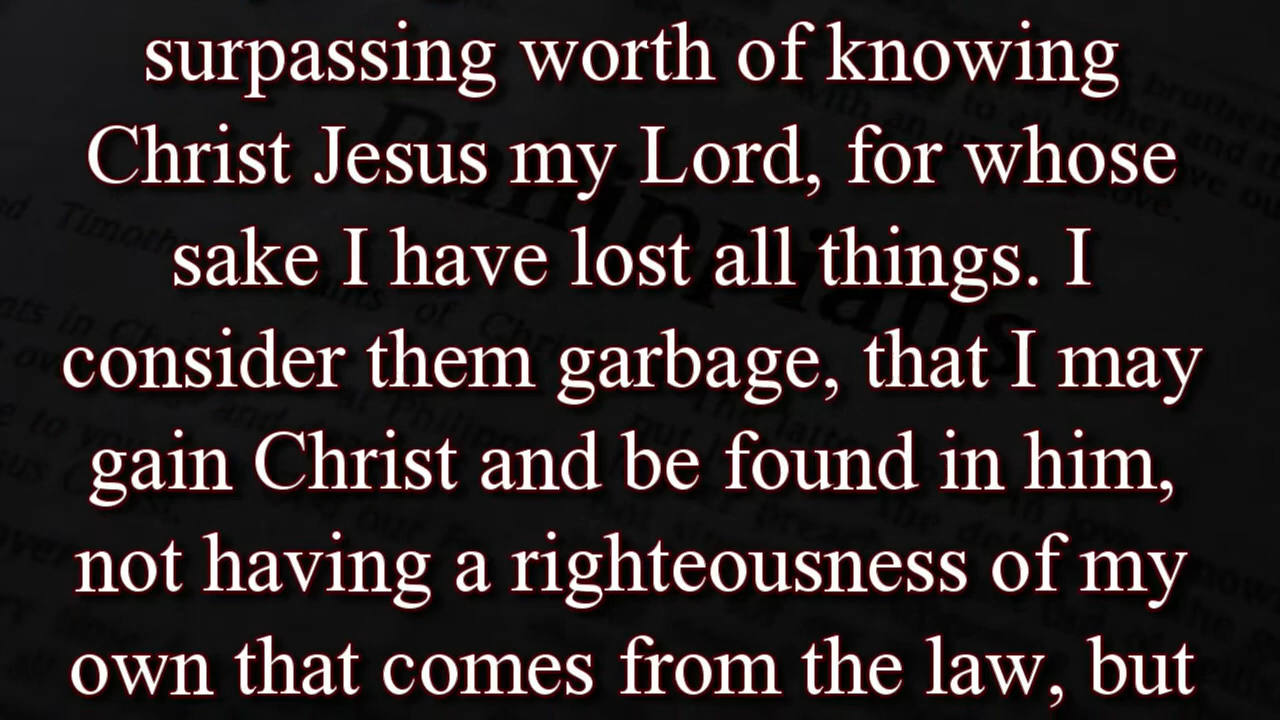 surpassing worth of knowing
Christ Jesus my Lord, for whose
sake I have lost all things. I
consider them garbage, that I may
gain Christ and be found in him,
not having a righteousness of my
own that comes from the law, but